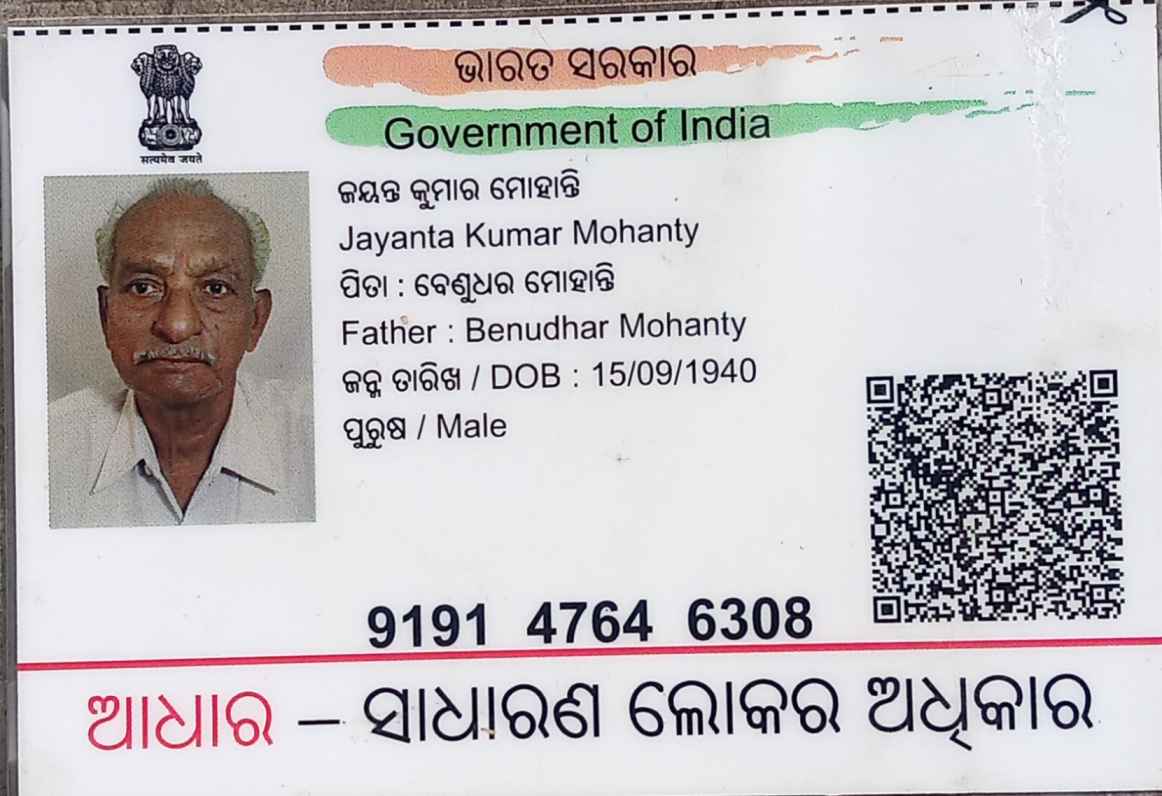 ଭାରତ ସରକାର
Government of India
सत्यमेव जयते
ଜୟନ୍ତ କୁମାର ମୋହାନ୍ତି
Jayanta Kumar Mohanty
ପିତା : ବେଣୁଧର ମୋହାନ୍ତି
Father : Benudhar Mohanty
ଜନ୍ମ ତାରିଖ / DOB : 15/09/1940
ପୁରୁଷ / Male
9191 4764 6308
ଆଧାର – ସାଧାରଣ ଲୋକର ଅଧିକାର